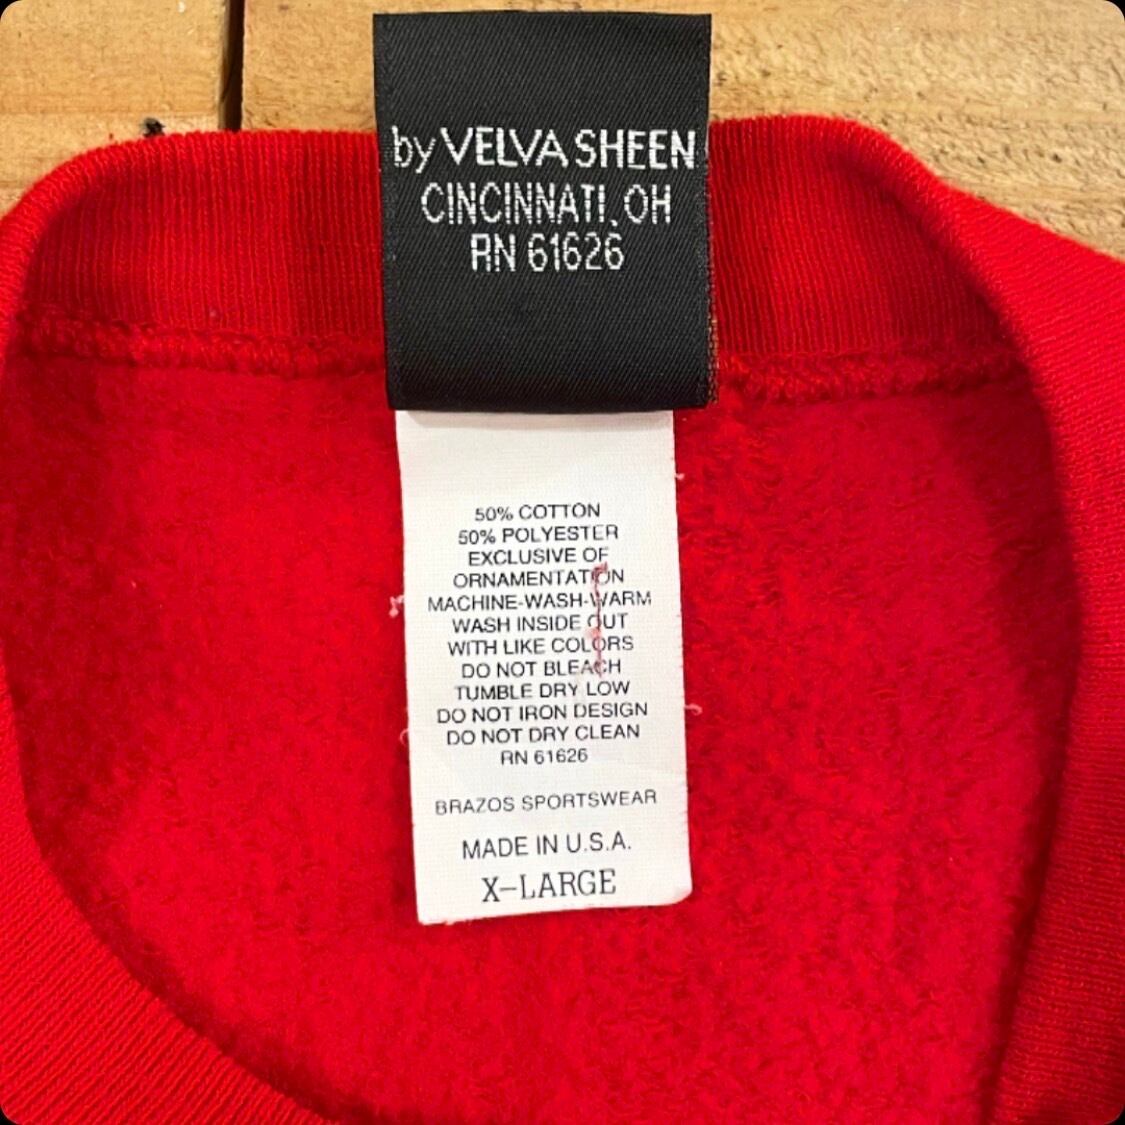 by VELVA SHEEN
CINCINNATI, OH
RN 61626
50% COTTON
50% POLYESTER
EXCLUSIVE OF
ORNAMENTATION
MACHINE-WASH-WARM
WASH INSIDE OUT
WITH LIKE COLORS
DO NOT BLEACH
TUMBLE DRY LOW
DO NOT IRON DESIGN
DO NOT DRY CLEAN
RN 61626
BRAZOS SPORTSWEAR
MADE IN U.S.A.
X-LARGE